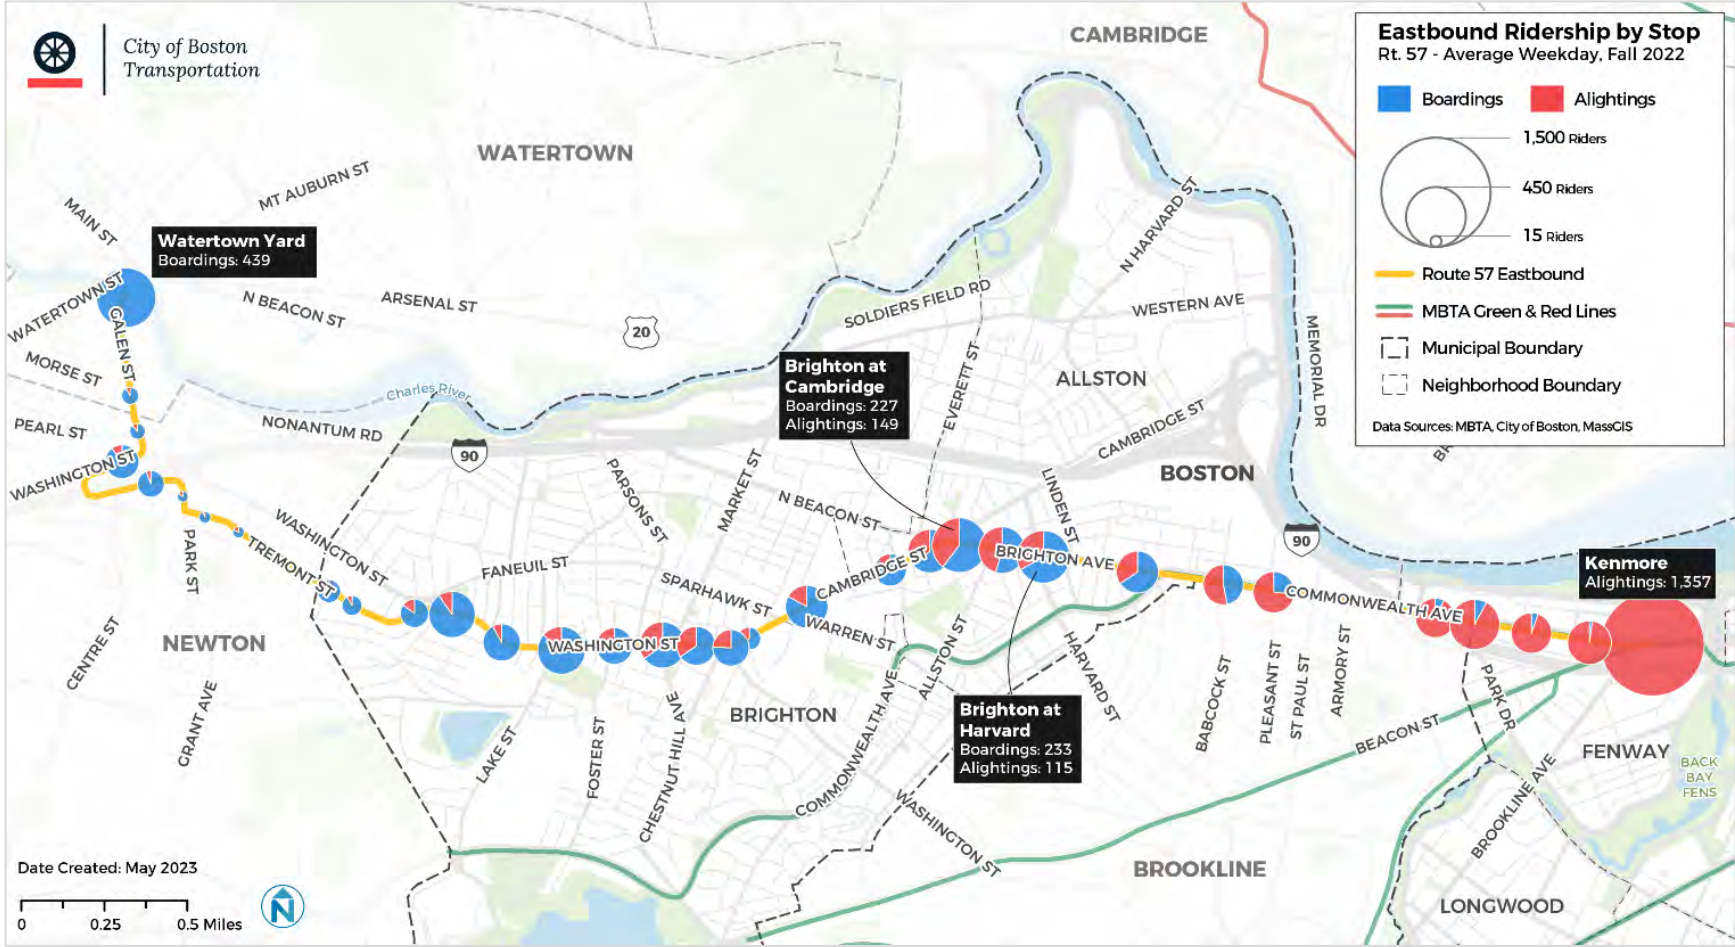 City of Boston
Transportation
CAMBRIDGE
Eastbound Ridership by Stop
Rt. 57 - Average Weekday, Fall 2022
Boardings
Alightings
1,500 Riders
450 Riders
15 Riders
Route 57 Eastbound
MBTA Green & Red Lines
Municipal Boundary
Neighborhood Boundary
Data Sources: MBTA, City of Boston, MassGIS
WATERTOWN
MT AUBURN ST
MAIN ST
Watertown Yard
Boardings: 439
WATERTOWN ST
GALEN ST
N BEACON ST
ARSENAL ST
20
SOLDIERS FIELD RD
N HARVARD ST
WESTERN AVE
MEMORIAL DR
MORSE ST
Charles River
Brighton at
Cambridge
Boardings: 227
Alightings: 149
EVERETT ST
ALLSTON
CAMBRIDGE ST
PEARL ST
NONANTUM RD
90
WASHINGTON ST
PARSONS ST
MARKET ST
N BEACON ST
LINDEN ST
BOSTON
90
PARK ST
WASHINGTON ST
TREMONT ST
FANEUIL ST
SPARHAWK ST
CAMBRIDGE ST
BRIGHTON AVE
COMMONWEALTH AVE
Kenmore
Alightings: 1,357
CENTRE ST
NEWTON
WASHINGTON ST
WARREN ST
ALLSTON ST
HARVARD ST
BABCOCK ST
PLEASANT ST
ST PAUL ST
ARMORY ST
PARK DR
GRANT AVE
LAKE ST
FOSTER ST
CHESTNUT HILL AVE
BRIGHTON
COMMONWEALTH AVE
Brighton at
Harvard
Boardings: 233
Alightings: 115
BEACON ST
FENWAY
BACK
BAY
FENS
WASHINGTON ST
BROOKLINE AVE
BROOKLINE
LONGWOOD
Date Created: May 2023
N
0 0.25 0.5 Miles